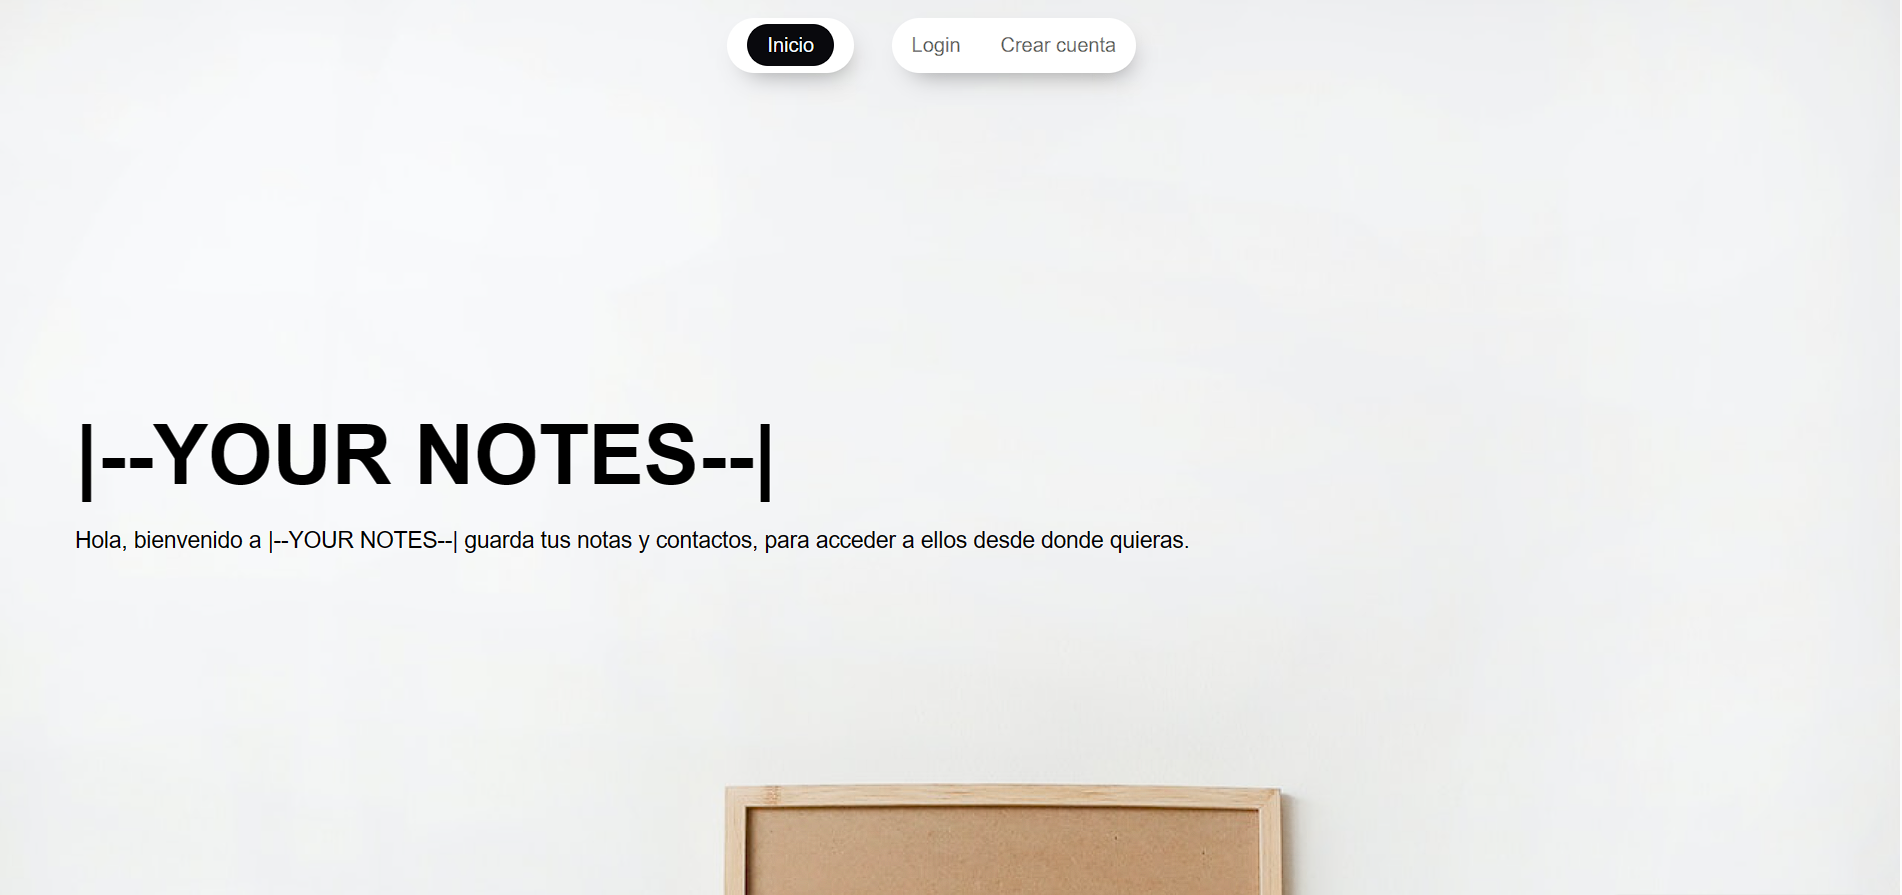 Inicio Login Crear cuenta
|--YOUR NOTES--|
Hola, bienvenido a |--YOUR NOTES--| guarda tus notas y contactos, para acceder a ellos desde donde quieras.